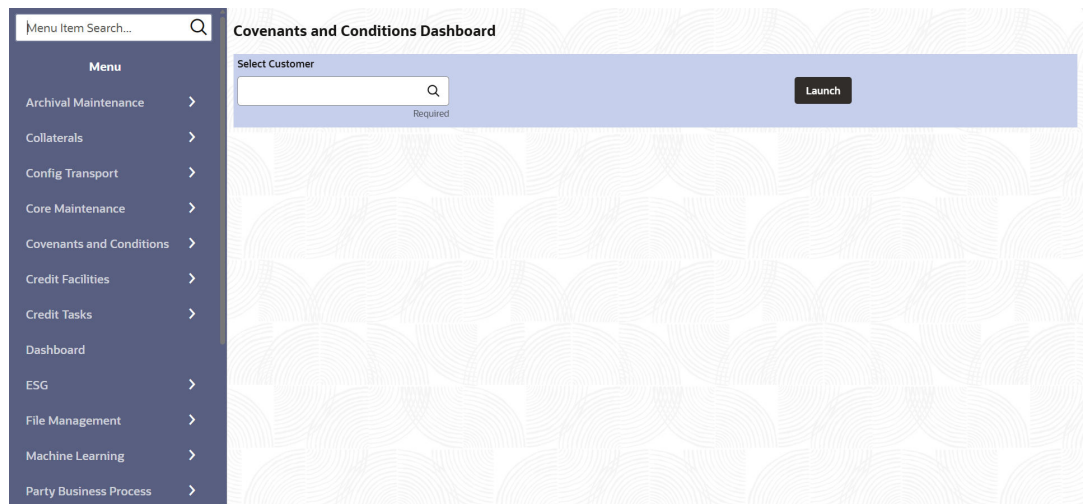 Menu Item Search...
Menu
Archival Maintenance
Collaterals
Config Transport
Core Maintenance
Covenants and Conditions
Credit Facilities
Credit Tasks
Dashboard
ESG
File Management
Machine Learning
Party Business Process
Covenants and Conditions Dashboard
Select Customer
Required
Launch